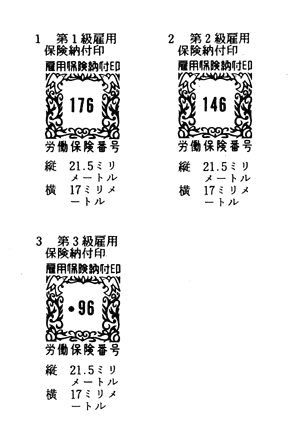 1 第1級雇用
保険納付印
雇用保険納付印
176
労働保険番号
縦 21.5ミリ
メートル
横 17ミリメ
ートル
2 第2級雇用
保険納付印
雇用保険納付印
146
労働保険番号
縦 21.5ミリ
メートル
横 17ミリメ
ートル
3 第3級雇用
保険納付印
雇用保険納付印
•96
労働保険番号
縦 21.5ミリ
メートル
横 17ミリメ
ートル